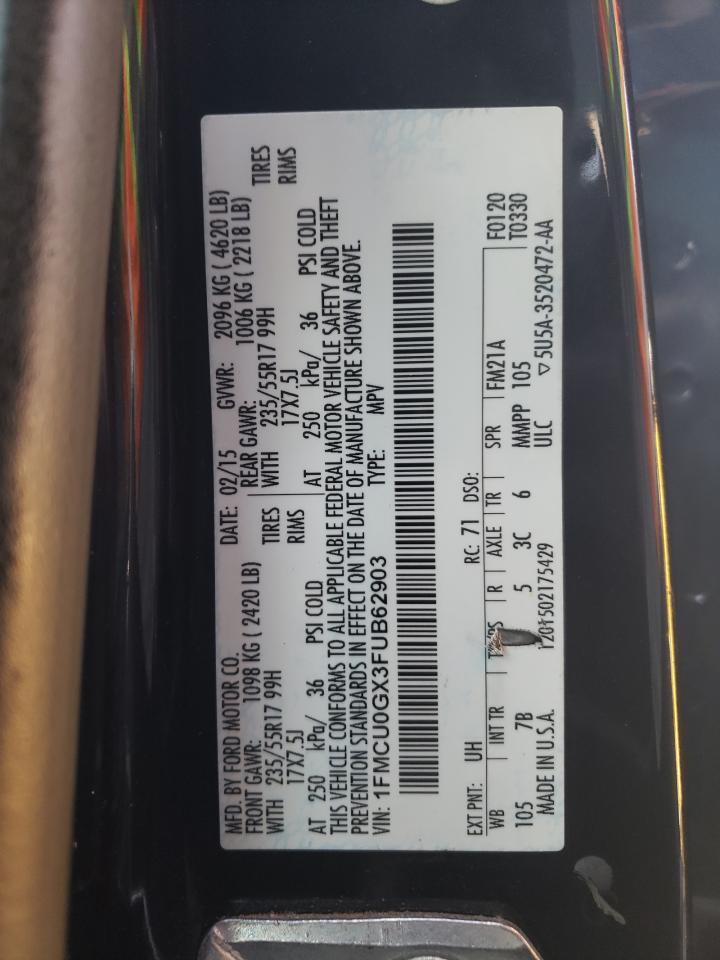 MFD. BY FORD MOTOR CO. DATE: 02/15 GVWR: 2096 KG ( 4620 LB)
FRONT GAWR: 1098 KG ( 2420 LB) REAR GAWR: 1006 KG ( 2218 LB)
WITH 235/55R17 99H TIRES WITH 235/55R17 99H TIRES
17X7.5J RIMS 17X7.5J RIMS
AT 250 kPa/ 36 PSI COLD AT 250 kPa/ 36 PSI COLD
THIS VEHICLE CONFORMS TO ALL APPLICABLE FEDERAL MOTOR VEHICLE SAFETY AND THEFT
PREVENTION STANDARDS IN EFFECT ON THE DATE OF MANUFACTURE SHOWN ABOVE.
VIN: 1FMCU0GX3FUB62903 TYPE: MPV
EXT PNT: UH RC: 71 DSO:
WB INT TR R AXLE TR SPR FM21A F0120
105 7B 5 3C 6 MMPP 105 T0330
MADE IN U.S.A. ULC ▽5U5A-3520472-AA